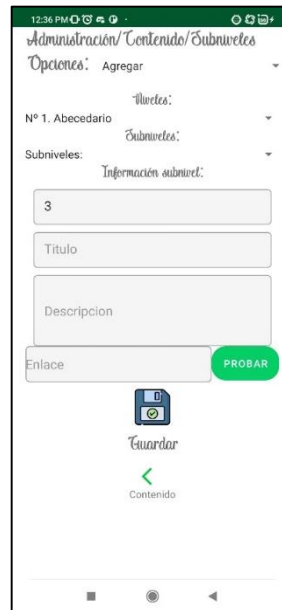 12:36 PM
Administración/Contenido/Subniveles
Opciones: Agregar
Niveles:
Nº 1. Abecedario
Subniveles:
Subniveles:
Información subnivel:
3
Titulo
Descripcion
Enlace PROBAR
Guardar
Contenido